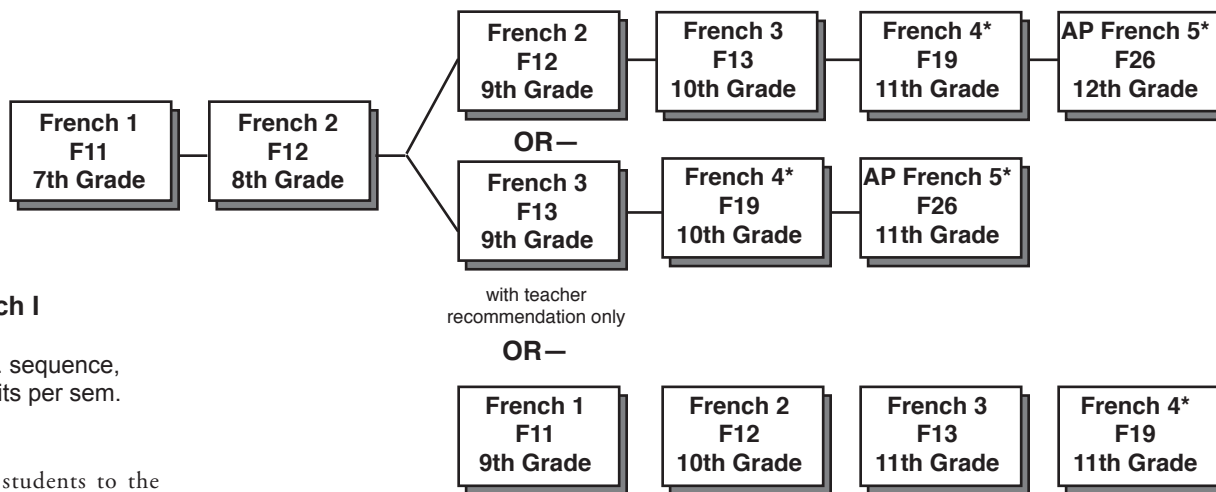 French 1
F11
7th Grade
French 2
F12
8th Grade
French 2
F12
9th Grade
French 3
F13
10th Grade
French 4*
F19
11th Grade
AP French 5*
F26
12th Grade
OR—
French 3
F13
9th Grade
French 4*
F19
10th Grade
AP French 5*
F26
11th Grade
with teacher
recommendation only
OR—
French 1
F11
9th Grade
French 2
F12
10th Grade
French 3
F13
11th Grade
French 4*
F19
11th Grade
ch I
sequence,
its per sem.
students to the